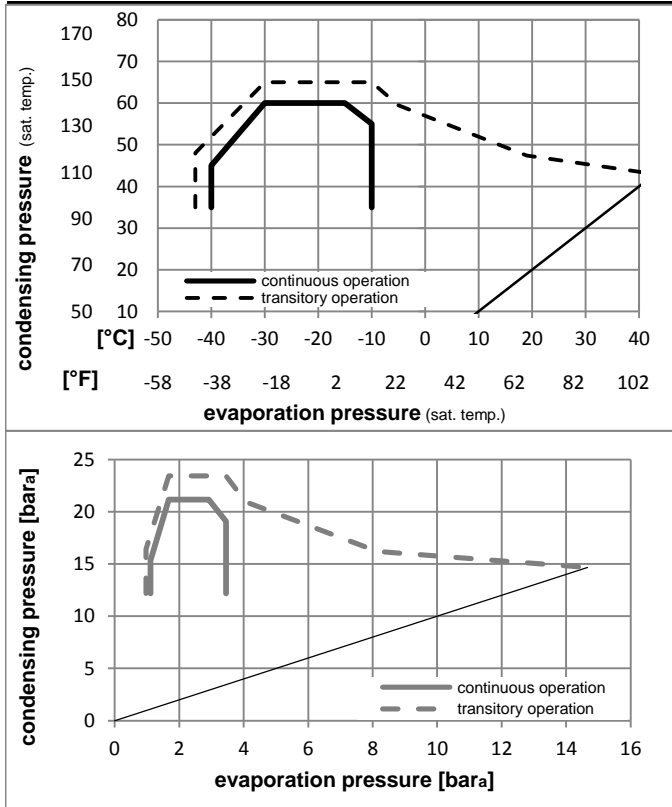 condensing pressure (sat. temp.)
170 80
70
150 60
130 50
110 40
90 30
70 20
50 10
continuous operation
transitory operation
[°C] -50 -40 -30 -20 -10 0 10 20 30 40
[°F] -58 -38 -18 2 22 42 62 82 102
evaporation pressure (sat. temp.)
condensing pressure [bara]
25
20
15
10
5
0
continuous operation
transitory operation
0 2 4 6 8 10 12 14 16
evaporation pressure [bara]